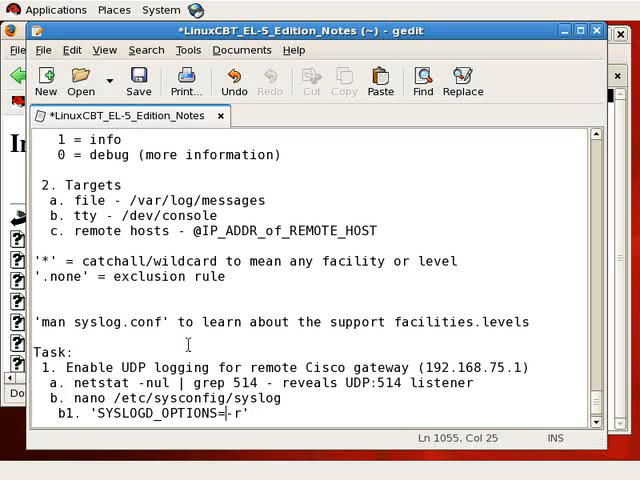 Applications Places System
*LinuxCBT_EL-5_Edition_Notes (~) - gedit
File Edit View Search Tools Documents Help
New Open Save Print... Undo Redo Cut Copy Paste Find Replace
*LinuxCBT_EL-5_Edition_Notes
1 = info
0 = debug (more information)
2. Targets
a. file - /var/log/messages
b. tty - /dev/console
c. remote hosts - @IP_ADDR_of_REMOTE_HOST
'*' = catchall/wildcard to mean any facility or level
'.none' = exclusion rule
'man syslog.conf' to learn about the support facilities.levels
Task:
1. Enable UDP logging for remote Cisco gateway (192.168.75.1)
a. netstat -nul | grep 514 - reveals UDP:514 listener
b. nano /etc/sysconfig/syslog
b1. 'SYSLOGD_OPTIONS=-r'
Ln 1055, Col 25 INS